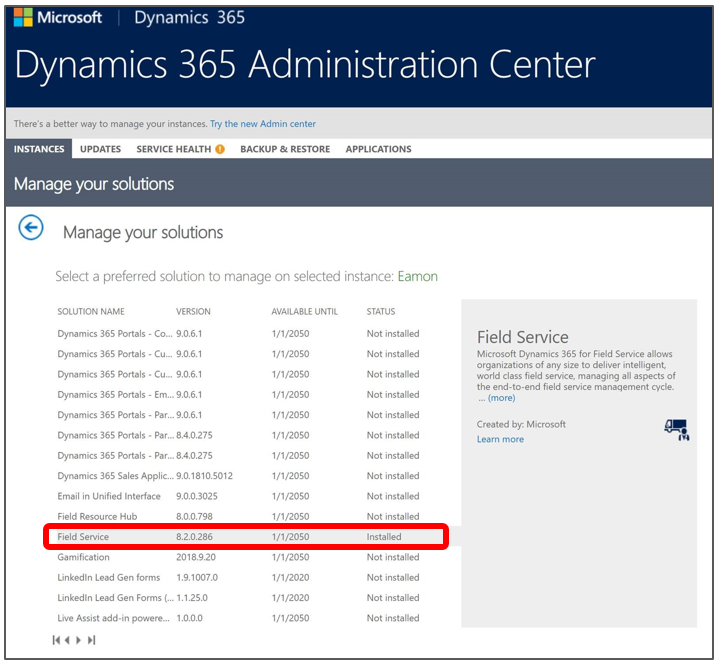 Microsoft | Dynamics 365
Dynamics 365 Administration Center
There's a better way to manage your instances. Try the new Admin center
INSTANCES UPDATES SERVICE HEALTH ! BACKUP & RESTORE APPLICATIONS
Manage your solutions
Manage your solutions
Select a preferred solution to manage on selected instance: Eamon
SOLUTION NAME VERSION AVAILABLE UNTIL STATUS
Dynamics 365 Portals - Co... 9.0.6.1 1/1/2050 Not installed
Dynamics 365 Portals - Cu... 9.0.6.1 1/1/2050 Not installed
Dynamics 365 Portals - Cu... 9.0.6.1 1/1/2050 Not installed
Dynamics 365 Portals - Em... 9.0.6.1 1/1/2050 Not installed
Dynamics 365 Portals - Par... 9.0.6.1 1/1/2050 Not installed
Dynamics 365 Portals - Par... 8.4.0.275 1/1/2050 Not installed
Dynamics 365 Portals - Par... 8.4.0.275 1/1/2050 Not installed
Dynamics 365 Sales Applic... 9.0.1810.5012 1/1/2050 Not installed
Email in Unified Interface 9.0.0.3025 1/1/2050 Not installed
Field Resource Hub 8.0.0.798 1/1/2050 Not installed
Field Service 8.2.0.286 1/1/2050 Installed
Gamification 2018.9.20 1/1/2050 Not installed
LinkedIn Lead Gen forms 1.9.1007.0 1/1/2020 Not installed
LinkedIn Lead Gen Forms (... 1.1.25.0 1/1/2020 Not installed
Live Assist add-in powere... 1.0.0.0 1/1/2050 Not installed
Field Service
Microsoft Dynamics 365 for Field Service allows
organizations of any size to deliver intelligent,
world class field service, managing all aspects of
the end-to-end field service management cycle.
... (more)
Created by: Microsoft
Learn more